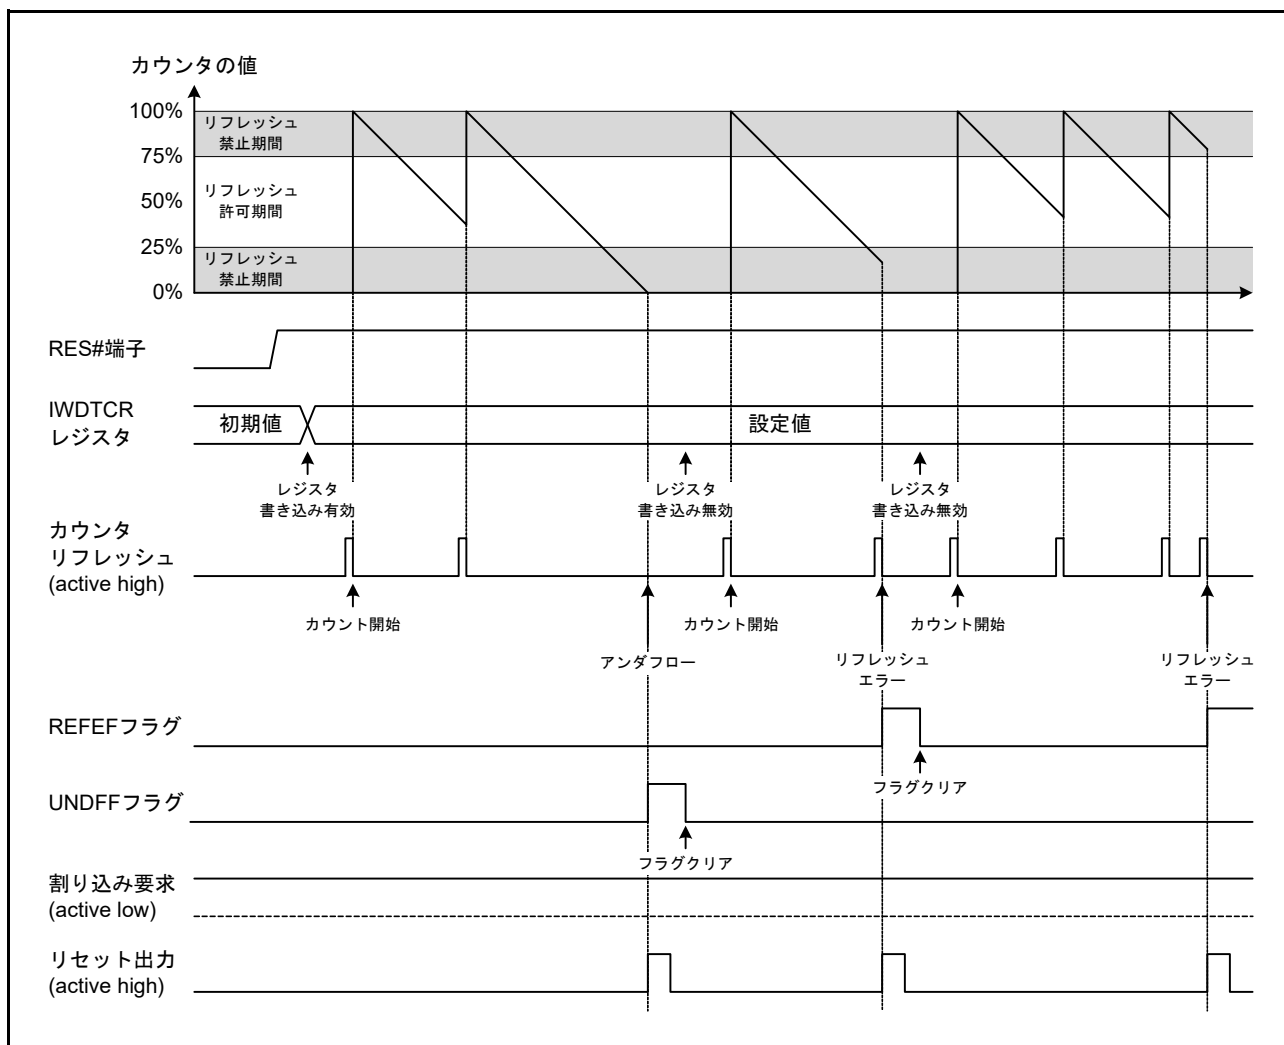 カウンタの値
100%
リフレッシュ
禁止期間
75%
50%
リフレッシュ
許可期間
25%
リフレッシュ
禁止期間
0%
RES#端子
IWDTCR
レジスタ
初期値
設定値
レジスタ
書き込み有効
レジスタ
書き込み無効
レジスタ
書き込み無効
カウンタ
リフレッシュ
(active high)
カウント開始
カウント開始
カウント開始
アンダフロー
リフレッシュ
エラー
リフレッシュ
エラー
REFEFフラグ
フラグクリア
UNDFFフラグ
フラグクリア
割り込み要求
(active low)
リセット出力
(active high)